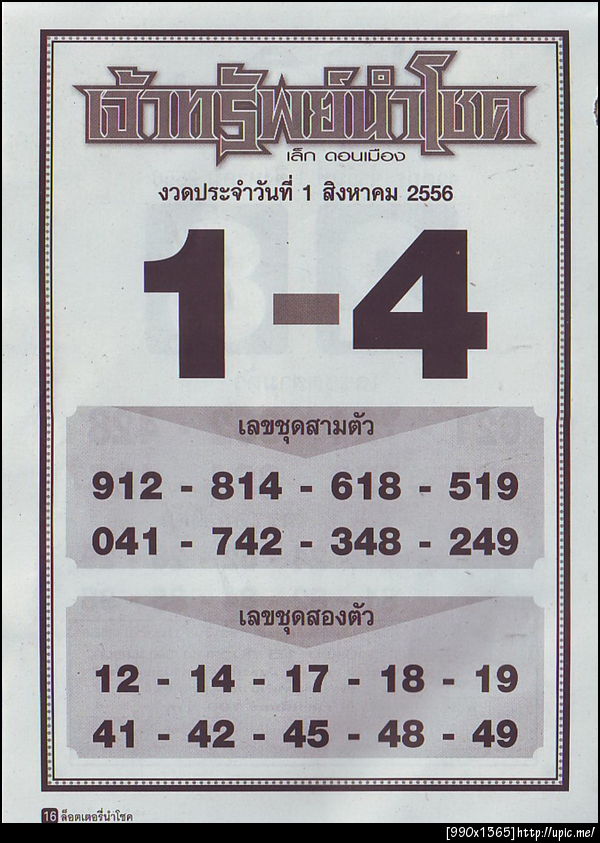 เจ้าทรัพย์นำโชค
เล็ก ดอนเมือง
งวดประจำวันที่ 1 สิงหาคม 2556
1-4
เลขชุดสามตัว
912 - 814 - 618 - 519
041 - 742 - 348 - 249
เลขชุดสองตัว
12 - 14 - 17 - 18 - 19
41 - 42 - 45 - 48 - 49
16 ล็อตเตอรี่นำโชค
[990x1365]http://upic.me/